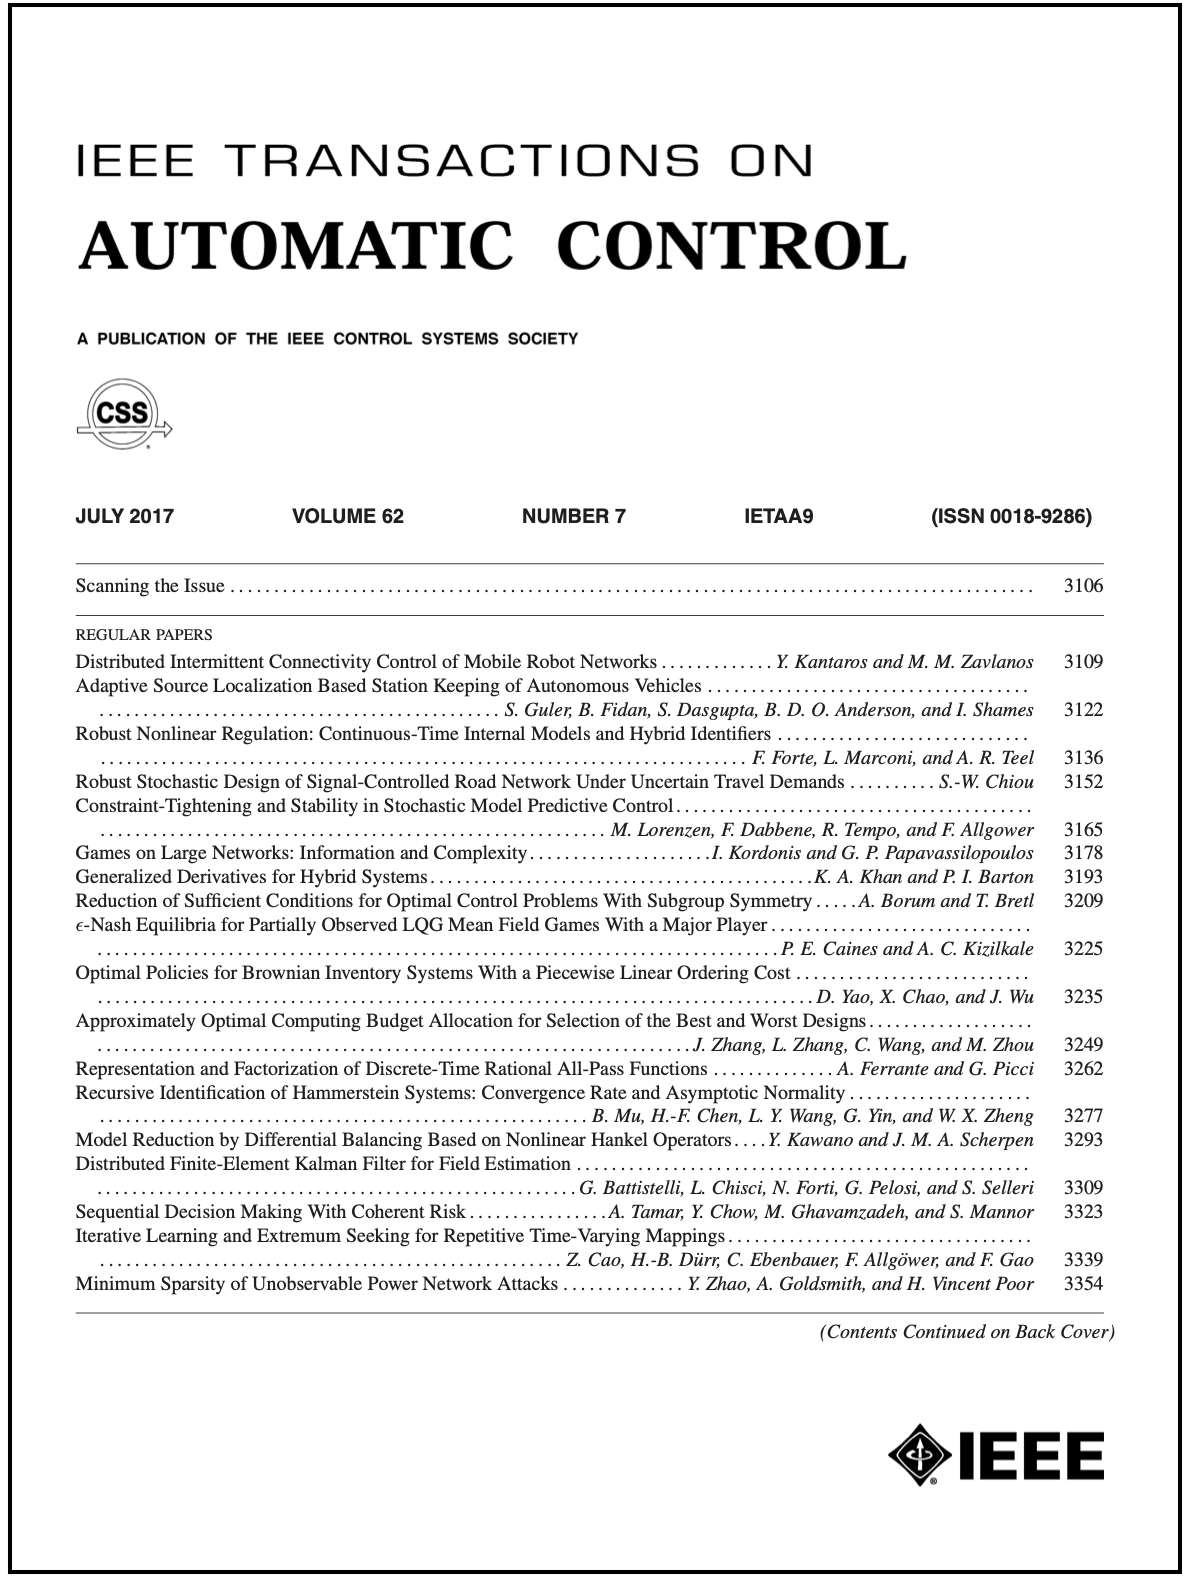 IEEE TRANSACTIONS ON
AUTOMATIC CONTROL
A PUBLICATION OF THE IEEE CONTROL SYSTEMS SOCIETY
CSS
JULY 2017 VOLUME 62 NUMBER 7 IETAA9 (ISSN 0018-9286)
Scanning the Issue 3106
REGULAR PAPERS
Distributed Intermittent Connectivity Control of Mobile Robot Networks Y. Kantaros and M. M. Zavlanos 3109
Adaptive Source Localization Based Station Keeping of Autonomous Vehicles
S. Guler, B. Fidan, S. Dasgupta, B. D. O. Anderson, and I. Shames 3122
Robust Nonlinear Regulation: Continuous-Time Internal Models and Hybrid Identifiers
F. Forte, L. Marconi, and A. R. Teel 3136
Robust Stochastic Design of Signal-Controlled Road Network Under Uncertain Travel Demands S.-W. Chiou 3152
Constraint-Tightening and Stability in Stochastic Model Predictive Control
M. Lorenzen, F. Dabbene, R. Tempo, and F. Allgower 3165
Games on Large Networks: Information and Complexity I. Kordonis and G. P. Papavassilopoulos 3178
Generalized Derivatives for Hybrid Systems K. A. Khan and P. I. Barton 3193
Reduction of Sufficient Conditions for Optimal Control Problems With Subgroup Symmetry A. Borum and T. Bretl 3209
ϵ-Nash Equilibria for Partially Observed LQG Mean Field Games With a Major Player
P. E. Caines and A. C. Kizilkale 3225
Optimal Policies for Brownian Inventory Systems With a Piecewise Linear Ordering Cost
D. Yao, X. Chao, and J. Wu 3235
Approximately Optimal Computing Budget Allocation for Selection of the Best and Worst Designs
J. Zhang, L. Zhang, C. Wang, and M. Zhou 3249
Representation and Factorization of Discrete-Time Rational All-Pass Functions A. Ferrante and G. Picci 3262
Recursive Identification of Hammerstein Systems: Convergence Rate and Asymptotic Normality
B. Mu, H.-F. Chen, L. Y. Wang, G. Yin, and W. X. Zheng 3277
Model Reduction by Differential Balancing Based on Nonlinear Hankel Operators Y. Kawano and J. M. A. Scherpen 3293
Distributed Finite-Element Kalman Filter for Field Estimation
G. Battistelli, L. Chisci, N. Forti, G. Pelosi, and S. Selleri 3309
Sequential Decision Making With Coherent Risk A. Tamar, Y. Chow, M. Ghavamzadeh, and S. Mannor 3323
Iterative Learning and Extremum Seeking for Repetitive Time-Varying Mappings
Z. Cao, H.-B. Dürr, C. Ebenbauer, F. Allgöwer, and F. Gao 3339
Minimum Sparsity of Unobservable Power Network Attacks Y. Zhao, A. Goldsmith, and H. Vincent Poor 3354
(Contents Continued on Back Cover)
IEEE